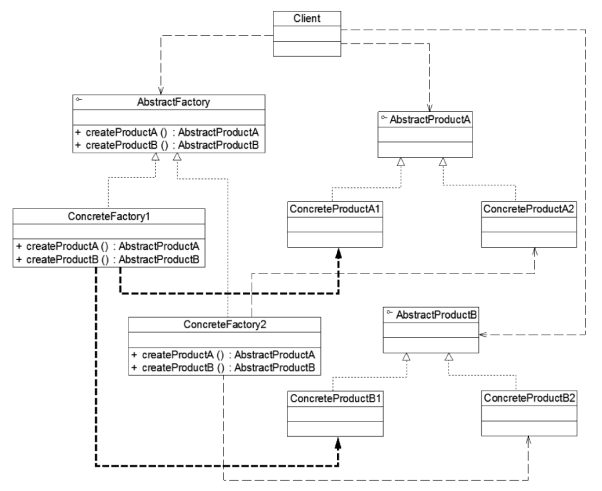 Client
AbstractFactory
+ createProductA () : AbstractProductA
+ createProductB () : AbstractProductB
AbstractProductA
ConcreteFactory1
+ createProductA () : AbstractProductA
+ createProductB () : AbstractProductB
ConcreteProductA1
ConcreteProductA2
ConcreteFactory2
+ createProductA () : AbstractProductA
+ createProductB () : AbstractProductB
AbstractProductB
ConcreteProductB1
ConcreteProductB2